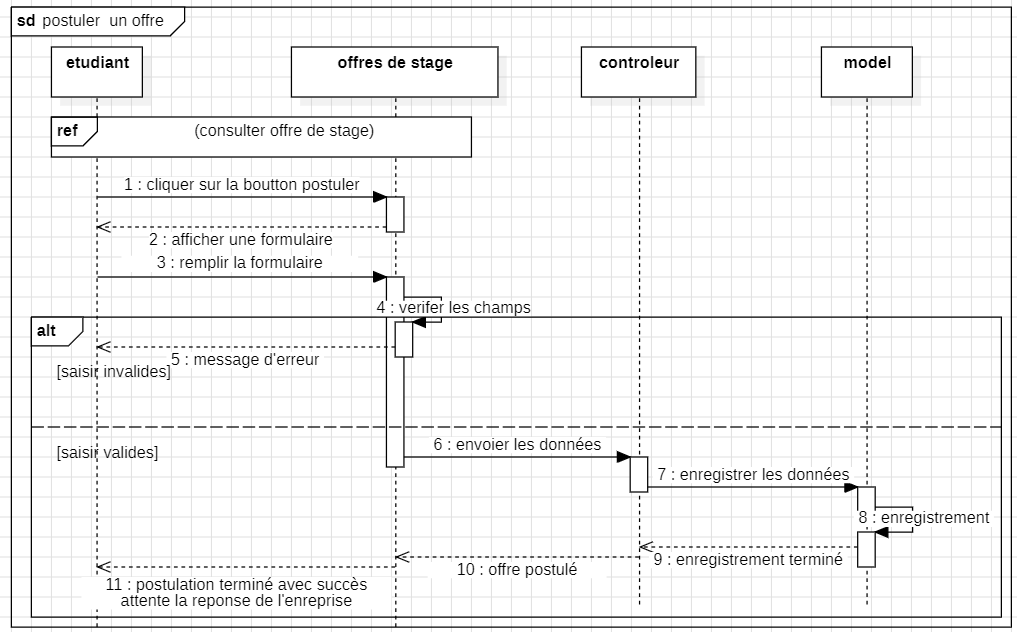 sd postuler un offre
etudiant
offres de stage
controleur
model
ref
(consulter offre de stage)
1 : cliquer sur la boutton postuler
2 : afficher une formulaire
3 : remplir la formulaire
4 : verifer les champs
alt
5 : message d'erreur
[saisir invalides]
6 : envoier les données
[saisir valides]
7 : enregistrer les données
8 : enregistrement
9 : enregistrement terminé
10 : offre postulé
11 : postulation terminé avec succès
attente la reponse de l'enreprise